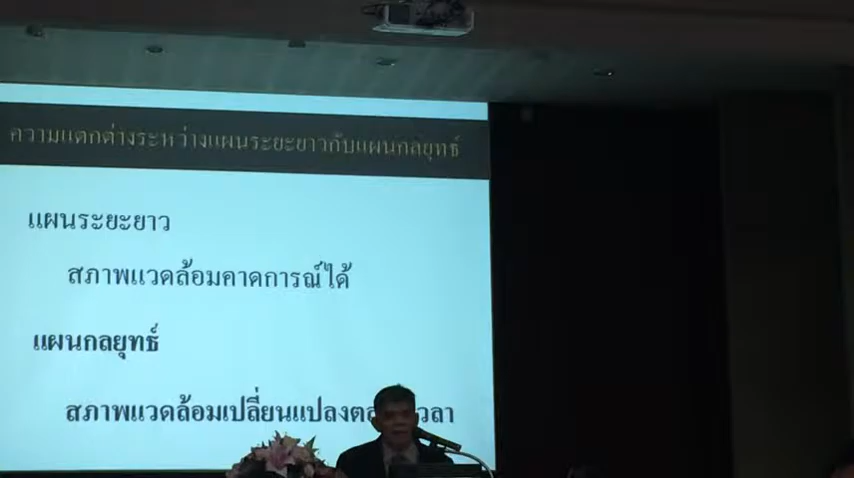 ความแตกต่างระหว่างแผนระยะยาวกับแผนกลยุทธ์
แผนระยะยาว
สภาพแวดล้อมคาดการณ์ได้
แผนกลยุทธ์
สภาพแวดล้อมเปลี่ยนแปลง